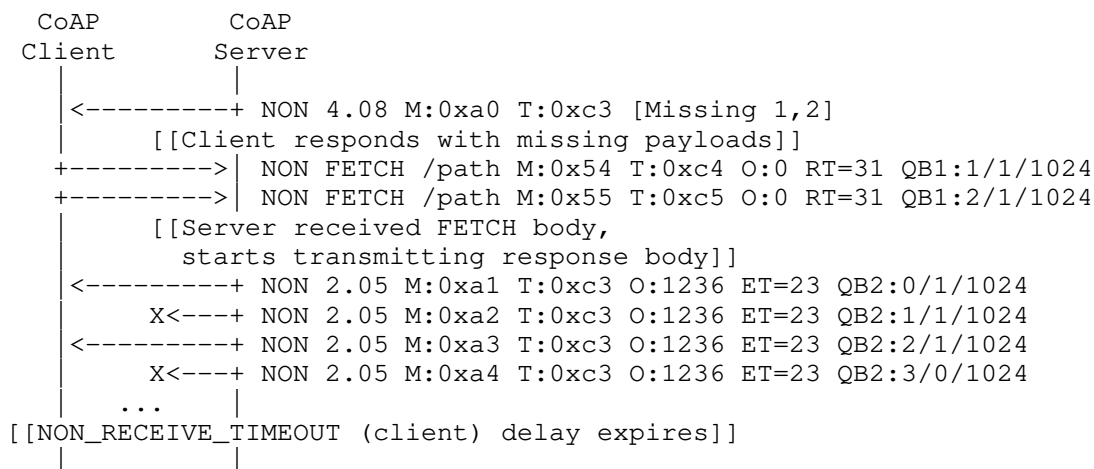 CoAP        CoAP
Client      Server
|            |
|<---------+ NON 4.08 M:0xa0 T:0xc3 [Missing 1,2]
|     [[Client responds with missing payloads]]
+--------->| NON FETCH /path M:0x54 T:0xc4 O:0 RT=31 QB1:1/1/1024
+--------->| NON FETCH /path M:0x55 T:0xc5 O:0 RT=31 QB1:2/1/1024
|     [[Server received FETCH body,
|       starts transmitting response body]]
|<---------+ NON 2.05 M:0xa1 T:0xc3 O:1236 ET=23 QB2:0/1/1024
|     X<---+ NON 2.05 M:0xa2 T:0xc3 O:1236 ET=23 QB2:1/1/1024
|<---------+ NON 2.05 M:0xa3 T:0xc3 O:1236 ET=23 QB2:2/1/1024
|     X<---+ NON 2.05 M:0xa4 T:0xc3 O:1236 ET=23 QB2:3/0/1024
|    ...     |
[[NON_RECEIVE_TIMEOUT (client) delay expires]]
|            |